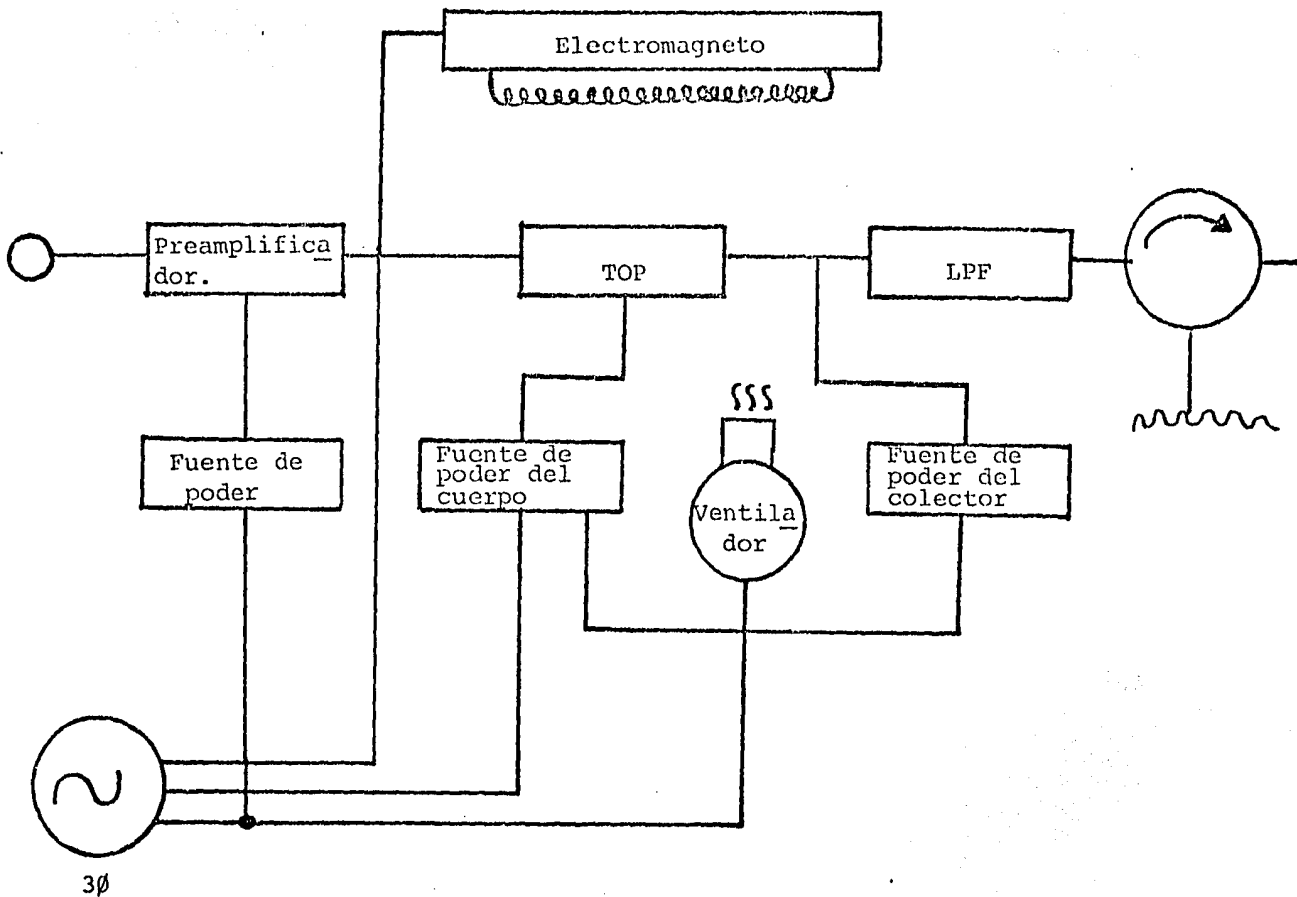 Electromagneto
Preamplifica
dor.
TOP
LPF
Fuente de
poder
Fuente de
poder del
cuerpo
Ventila
dor
Fuente de
poder del
colector
3ø